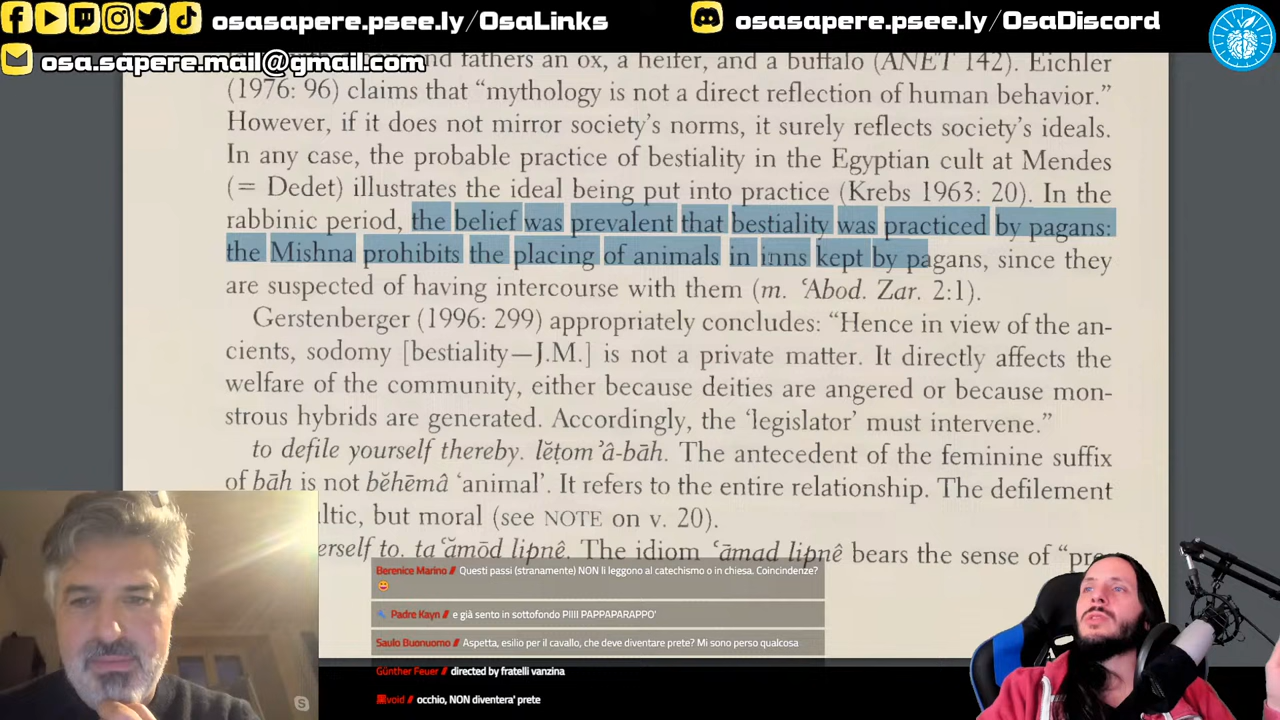 osasapere.psee.ly/OsaLinks
osasapere.psee.ly/OsaDiscord
osa.sapere.mail@gmail.com
nd fathers an ox, a heifer, and a buffalo (ANET 142). Eichler
(1976: 96) claims that “mythology is not a direct reflection of human behavior.”
However, if it does not mirror society’s norms, it surely reflects society’s ideals.
In any case, the probable practice of bestiality in the Egyptian cult at Mendes
(= Dedet) illustrates the ideal being put into practice (Krebs 1963: 20). In the
rabbinic period, the belief was prevalent that bestiality was practiced by pagans:
the Mishna prohibits the placing of animals in inns kept by pagans, since they
are suspected of having intercourse with them (m. ʿAbod. Zar. 2:1).
Gerstenberger (1996: 299) appropriately concludes: “Hence in view of the an-
cients, sodomy [bestiality—J.M.] is not a private matter. It directly affects the
welfare of the community, either because deities are angered or because mon-
strous hybrids are generated. Accordingly, the ‘legislator’ must intervene.”
to defile yourself thereby. lĕṭomʾâ-bāh. The antecedent of the feminine suffix
of bāh is not bĕhēmâ ‘animal’. It refers to the entire relationship. The defilement
ltic, but moral (see NOTE on v. 20).
erself to. taʿămōd lipnê. The idiom ʿāmad lipnê bears the sense of “pre
Berenice Marino // Questi passi (stranamente) NON li leggono al catechismo o in chiesa. Coincidenze?
😄
Padre Kayn // e già sento in sottofondo PIIII PAPPAPARAPPO'
Saulo Buonuomo // Aspetta, esilio per il cavallo, che deve diventare prete? Mi sono perso qualcosa
Günther Feuer // directed by fratelli vanzina
void // occhio, NON diventera' prete